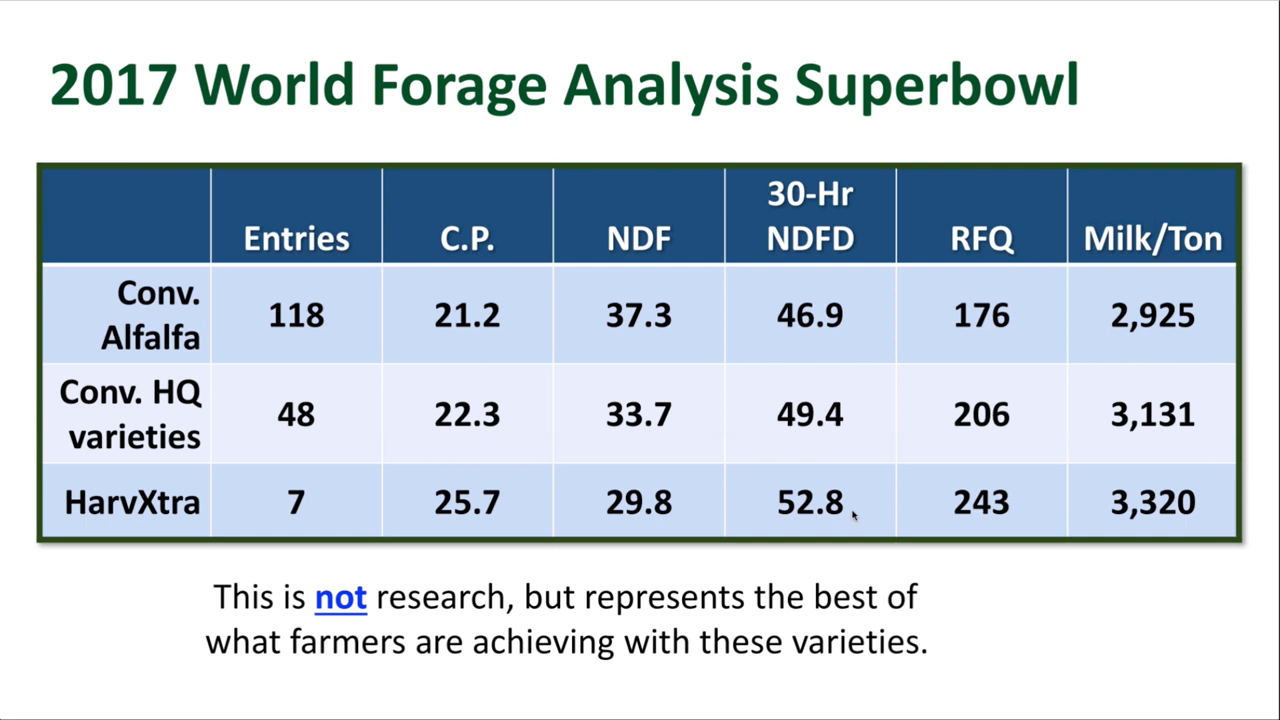 2017 World Forage Analysis Superbowl
Entries C.P. NDF 30-Hr NDFD RFQ Milk/Ton
Conv. Alfalfa 118 21.2 37.3 46.9 176 2,925
Conv. HQ varieties 48 22.3 33.7 49.4 206 3,131
HarvXtra 7 25.7 29.8 52.8 243 3,320
This is not research, but represents the best of
what farmers are achieving with these varieties.